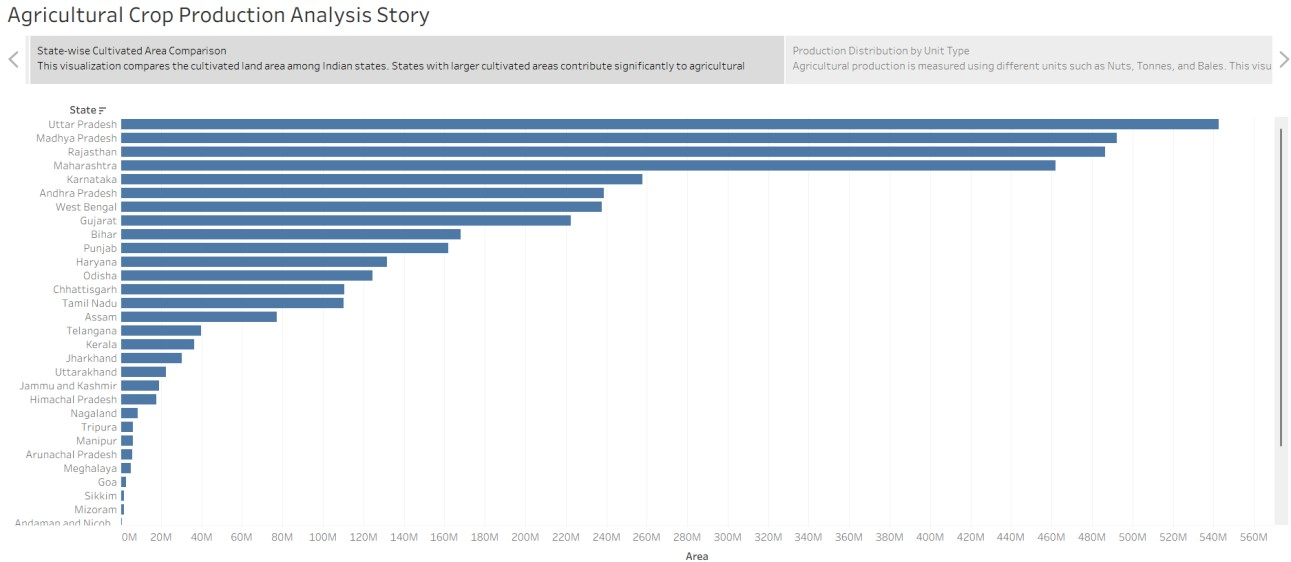 Agricultural Crop Production Analysis Story
State-wise Cultivated Area Comparison
This visualization compares the cultivated land area among Indian states. States with larger cultivated areas contribute significantly to agricultural
Production Distribution by Unit Type
Agricultural production is measured using different units such as Nuts, Tonnes, and Bales. This visu
State
Uttar Pradesh
Madhya Pradesh
Rajasthan
Maharashtra
Karnataka
Andhra Pradesh
West Bengal
Gujarat
Bihar
Punjab
Haryana
Odisha
Chhattisgarh
Tamil Nadu
Assam
Telangana
Kerala
Jharkhand
Uttarakhand
Jammu and Kashmir
Himachal Pradesh
Nagaland
Tripura
Manipur
Arunachal Pradesh
Meghalaya
Goa
Sikkim
Mizoram
Andaman and Nicob..
0M 20M 40M 60M 80M 100M 120M 140M 160M 180M 200M 220M 240M 260M 280M 300M 320M 340M 360M 380M 400M 420M 440M 460M 480M 500M 520M 540M 560M
Area